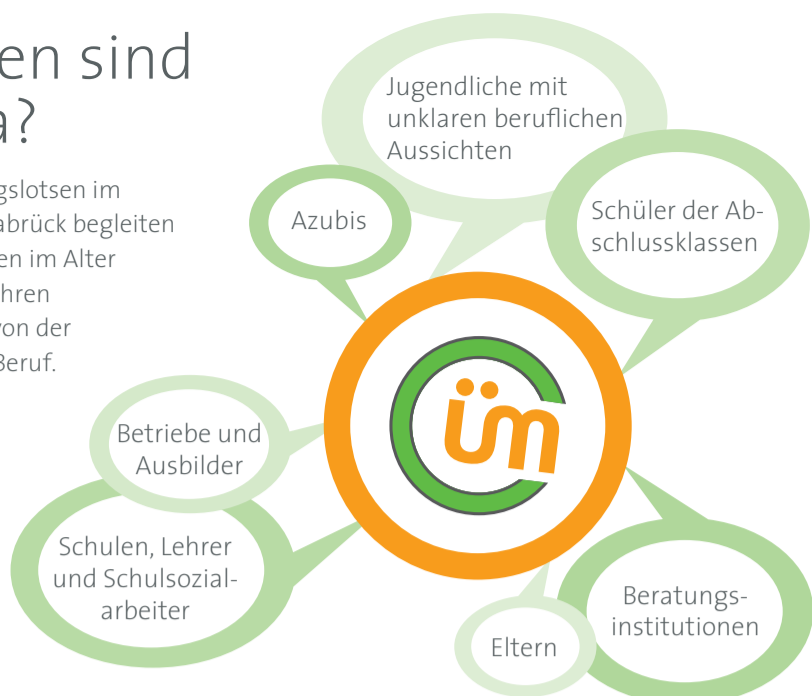 en sind
a?
gslotsen im
abrück begleiten
en im Alter
hren
von der
Beruf.
Jugendliche mit
unklaren beruflichen
Aussichten
Azubis
Schüler der Ab-
schlussklassen
üm
Betriebe und
Ausbilder
Schulen, Lehrer
und Schulsozial-
arbeiter
Eltern
Beratungs-
institutionen